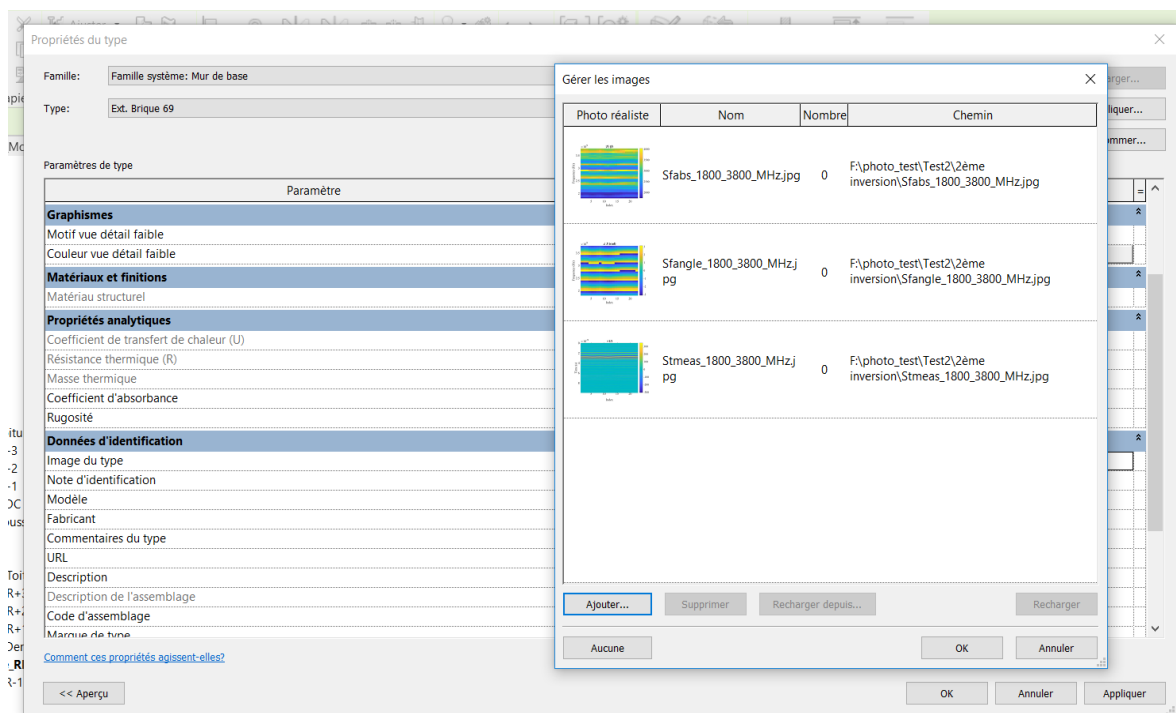 Ajuster
Propriétés du type
Famille:
Famille système: Mur de base
Type:
Ext. Brique 69
Paramètres de type
Paramètre
=
Graphismes
Motif vue détail faible
Couleur vue détail faible
Matériaux et finitions
Matériau structurel
Propriétés analytiques
Coefficient de transfert de chaleur (U)
Résistance thermique (R)
Masse thermique
Coefficient d'absorbance
Rugosité
Données d'identification
Image du type
Note d'identification
Modéle
Fabricant
Commentaires du type
URL
Description
Description de l'assemblage
Code d'assemblage
Marque de type
Comment ces propriétés agissent-elles?
<< Aperçu
OK
Annuler
Appliquer
Gérer les images
Photo réaliste
Nom
Nombre
Chemin
Sfabs_1800_3800_MHz.jpg
0
F:\photo_test\Test2\2ème
inversion\Sfabs_1800_3800_MHz.jpg
Sfangle_1800_3800_MHz.j
pg
0
F:\photo_test\Test2\2ème
inversion\Sfangle_1800_3800_MHz.jpg
Stmeas_1800_3800_MHz.j
pg
0
F:\photo_test\Test2\2ème
inversion\Stmeas_1800_3800_MHz.jpg
Ajouter...
Supprimer
Recharger depuis...
Recharger
Aucune
OK
Annuler